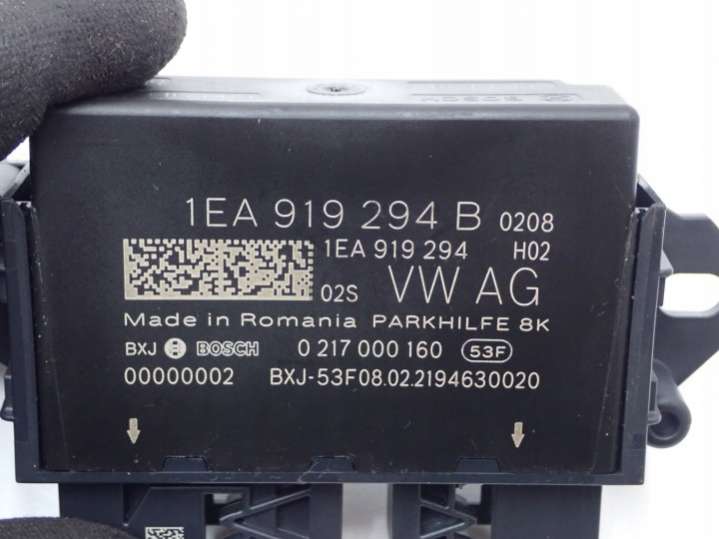 1EA 919 294 B 0208
1EA 919 294 H02
02S VW AG
Made in Romania PARKHILFE 8K
BXJ BOSCH 0 217 000 160 53F
00000002 BXJ-53F08.02.2194630020